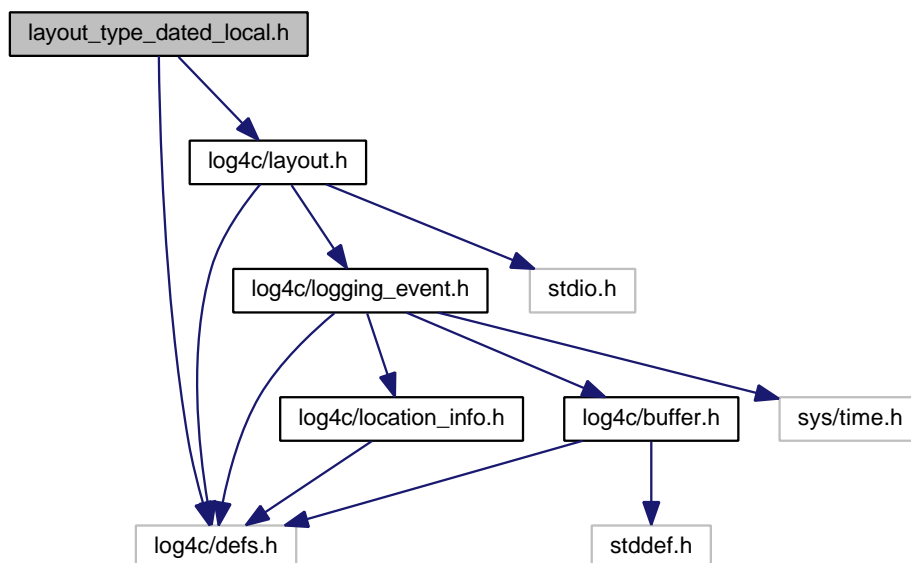 layout_type_dated_local.h
log4c/layout.h
log4c/logging_event.h
stdio.h
log4c/location_info.h
log4c/buffer.h
sys/time.h
log4c/defs.h
stddef.h